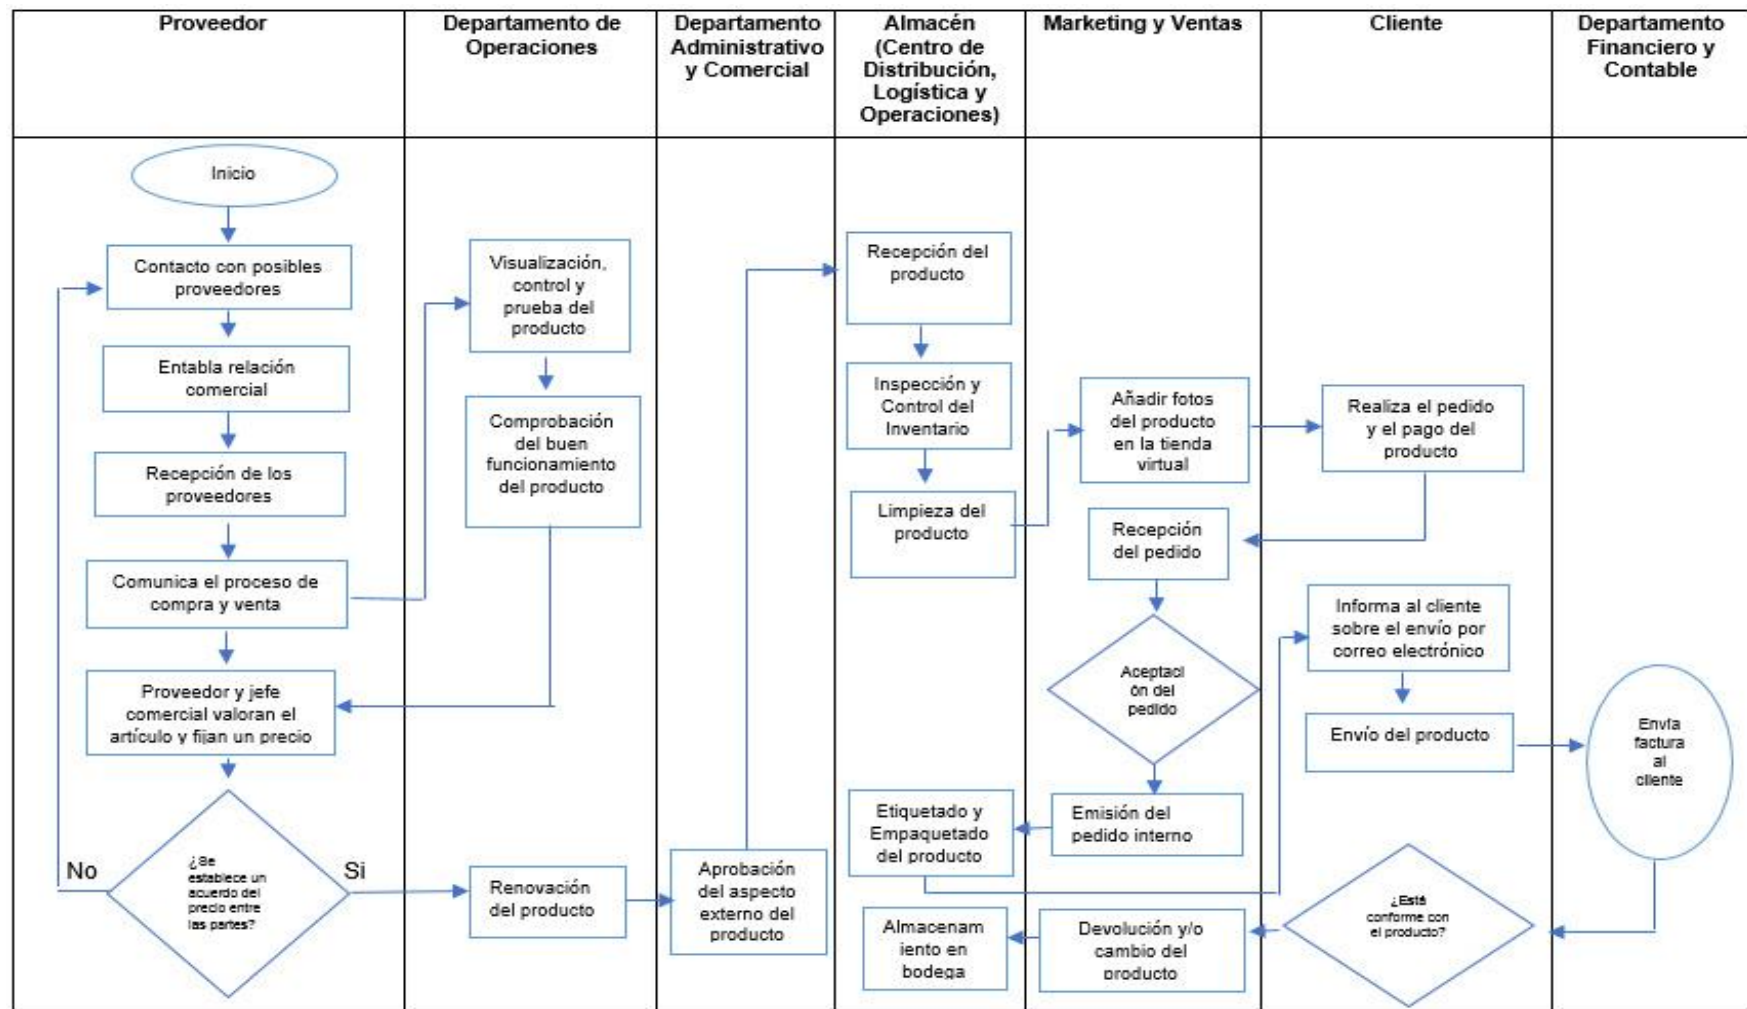 Proveedor
Departamento de
Operaciones
Departamento
Administrativo
y Comercial
Almacén
(Centro de
Distribución,
Logística y
Operaciones)
Marketing y Ventas
Cliente
Departamento
Financiero y
Contable
Inicio
Contacto con posibles
proveedores
Entabla relación
comercial
Recepción de los
proveedores
Comunica el proceso de
compra y venta
Proveedor y jefe
comercial valoran el
artículo y fijan un precio
¿Se
establece un
acuerdo del
precio entre
las partes?
No
Si
Visualización,
control y
prueba del
producto
Comprobación
del buen
funcionamiento
del producto
Renovación
del producto
Aprobación
del aspecto
externo del
producto
Recepción del
producto
Inspección y
Control del
Inventario
Limpieza del
producto
Etiquetado y
Empaquetado
del producto
Almacenam
iento en
bodega
Añadir fotos
del producto
en la tienda
virtual
Recepción
del pedido
Aceptaci
ón del
pedido
Emisión del
pedido interno
Devolución y/o
cambio del
producto
Realiza el pedido
y el pago del
producto
Informa al cliente
sobre el envío por
correo electrónico
Envío del producto
¿Está
conforme con
el producto?
Envía
factura
al
cliente